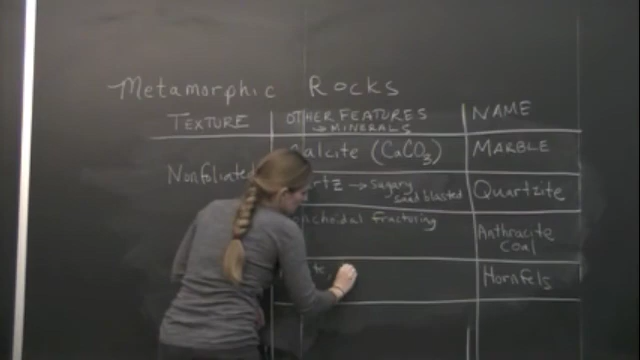 Metamorphic Rocks
TEXTURE
OTHER FEATURES
→ MINERALS
NAME
Nonfoliated
Calcite (CaCO3)
MARBLE
→ sugary
sand blasted
Quartzite
conchoidal fracturing
Anthracite
coal
Hornfels